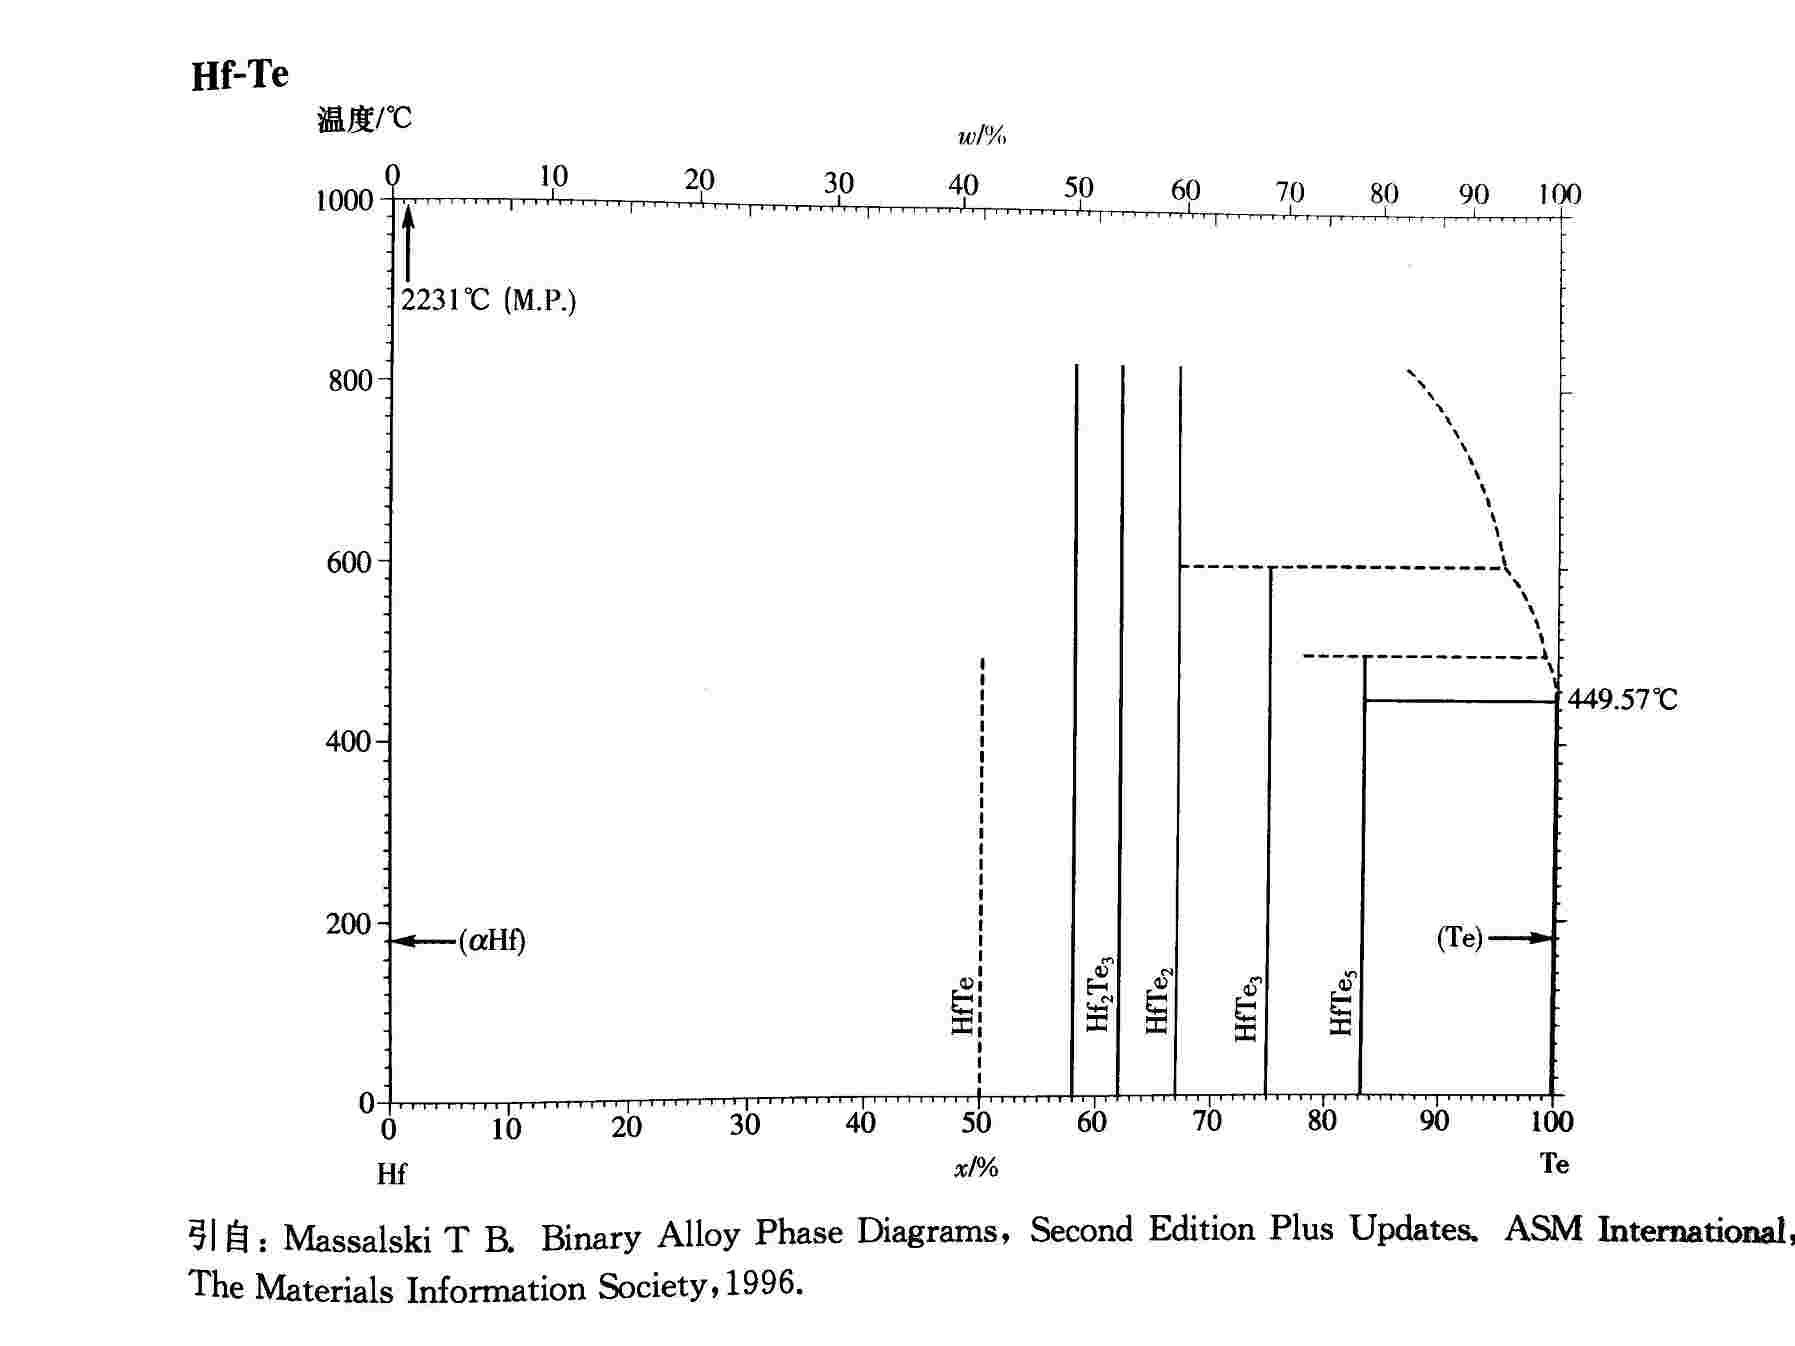 Hf-Te
温度/℃
w/%
0 10 20 30 40 50 60 70 80 90 100
1000
2231℃ (M.P.)
800
600
449.57℃
400
200
(αHf)
(Te)
HfTe
Hf₂Te₃
HfTe₂
HfTe₃
HfTe₅
0
0 10 20 30 40 50 60 70 80 90 100
Hf
x/%
Te
引自：Massalski T B. Binary Alloy Phase Diagrams, Second Edition Plus Updates. ASM International,
The Materials Information Society, 1996.